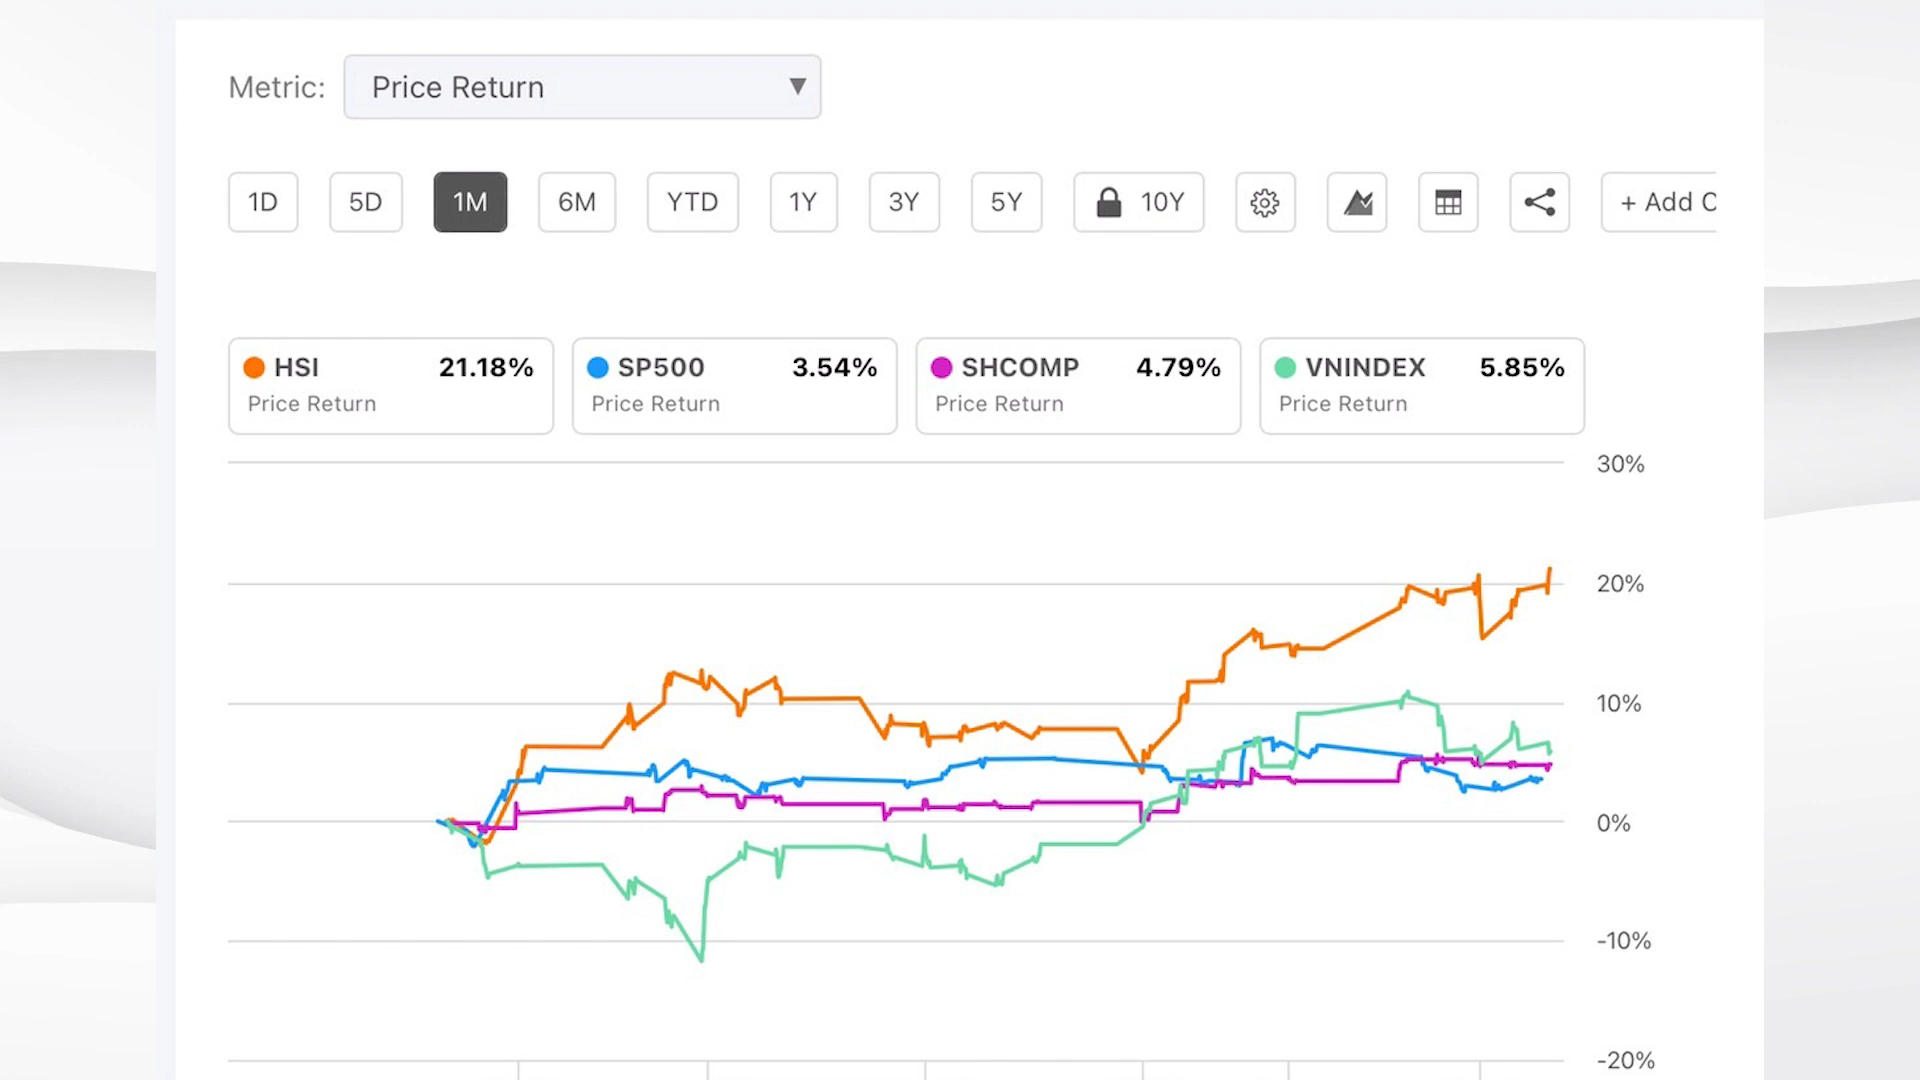 Metric: Price Return
1D 5D 1M 6M YTD 1Y 3Y 5Y 10Y + Add C
HSI 21.18% SP500 3.54% SHCOMP 4.79% VNINDEX 5.85%
Price Return Price Return Price Return Price Return
30%
20%
10%
0%
-10%
-20%